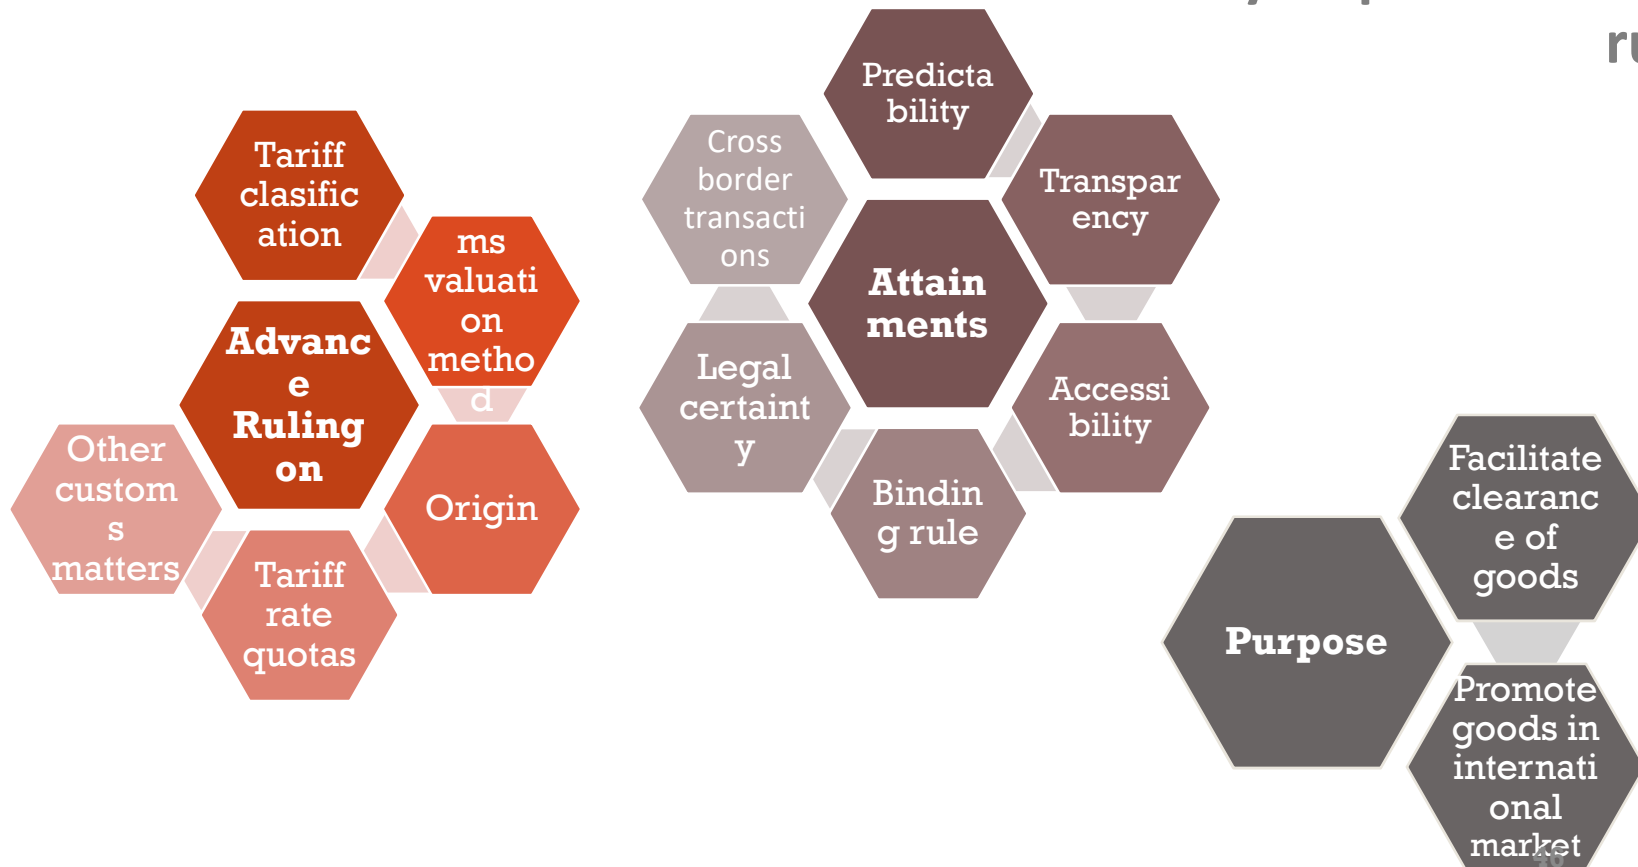 ru
Tariff
clasific
ation
ms
valuati
on
metho
d
Advanc
e
Ruling
on
Origin
Tariff
rate
quotas
Other
custom
s
matters
Predicta
bility
Transpar
ency
Accessi
bility
Bindin
g rule
Legal
certaint
y
Cross
border
transacti
ons
Attain
ments
Purpose
Facilitate
clearanc
e of
goods
Promote
goods in
internati
onal
market
46